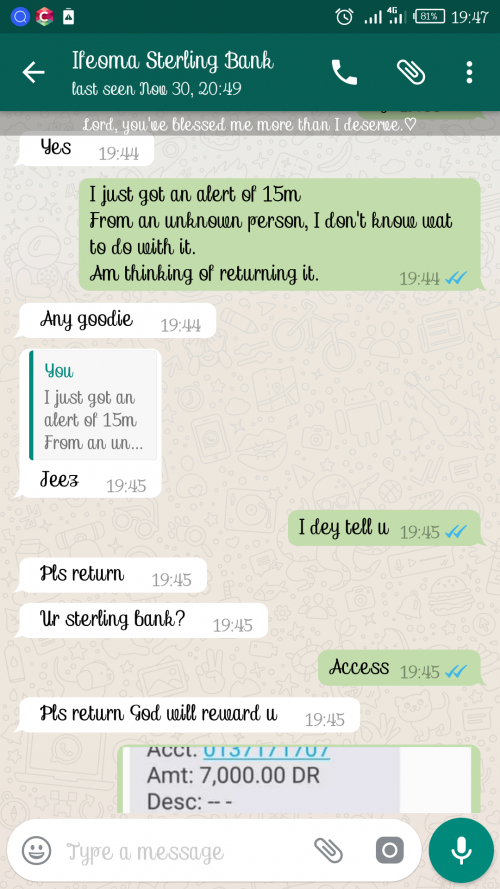 4G
81%
19:47
Ifeoma Sterling Bank
last seen Nov 30, 20:49
Lord, you've blessed me more than I deserve.♡
Yes 19:44
I just got an alert of 15m
From an unknown person, I don't know wat
to do with it.
Am thinking of returning it. 19:44
Any goodie 19:44
You
I just got an
alert of 15m
From an un...
Jeez 19:45
I dey tell u 19:45
Pls return 19:45
Ur sterling bank? 19:45
Access 19:45
Pls return God will reward u 19:45
Acct: 0137171707
Amt: 7,000.00 DR
Desc: -- -
Type a message